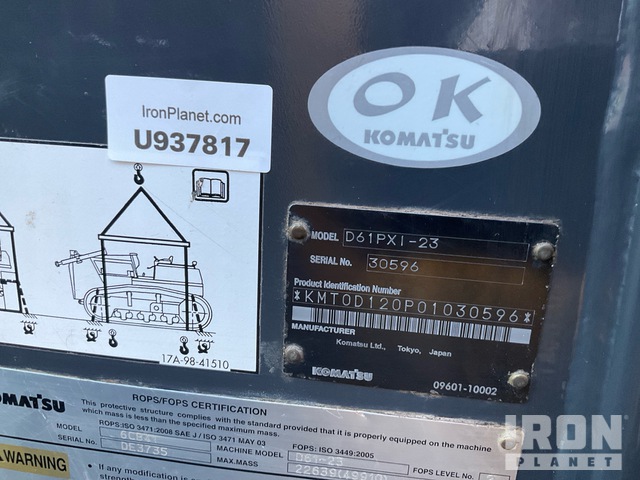 IronPlanet.com
U937817
OK
KOMATSU
MODEL D61PXI-23
SERIAL No. 30596
Product Identification Number
*KMT0D120P01030596*
MANUFACTURER
Komatsu Ltd., Tokyo, Japan
KOMATSU 09601-10002
17A-98-41510
OMATSU ROPS/FOPS CERTIFICATION
This protective structure complies with the standard provided that it is properly equipped on the machine
which mass is less than the maximum mass.
ROPS: ISO 3471:2008 SAE J / ISO 3471 MAY 03 FOPS: ISO 3449:2005
MODEL MACHINE MODEL D61-23
SERIAL No. DE3735 MAX.MASS FOPS LEVEL No.
WARNING If any modification is
IRON
PLANET